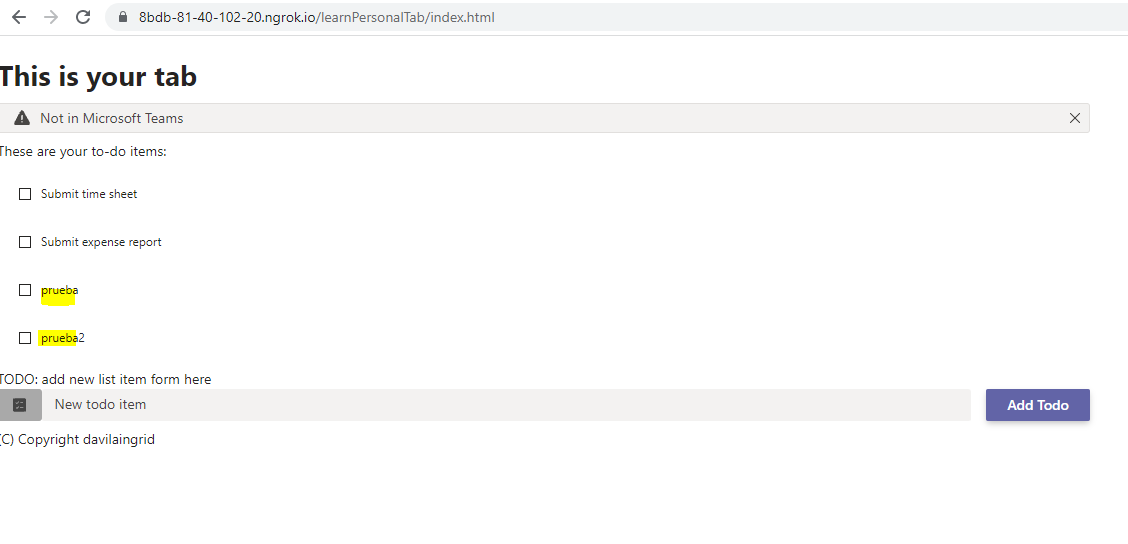 8bdb-81-40-102-20.ngrok.io/learnPersonalTab/index.html
This is your tab
Not in Microsoft Teams
These are your to-do items:
Submit time sheet
Submit expense report
prueba
prueba2
TODO: add new list item form here
New todo item
Add Todo
(C) Copyright davilaingrid